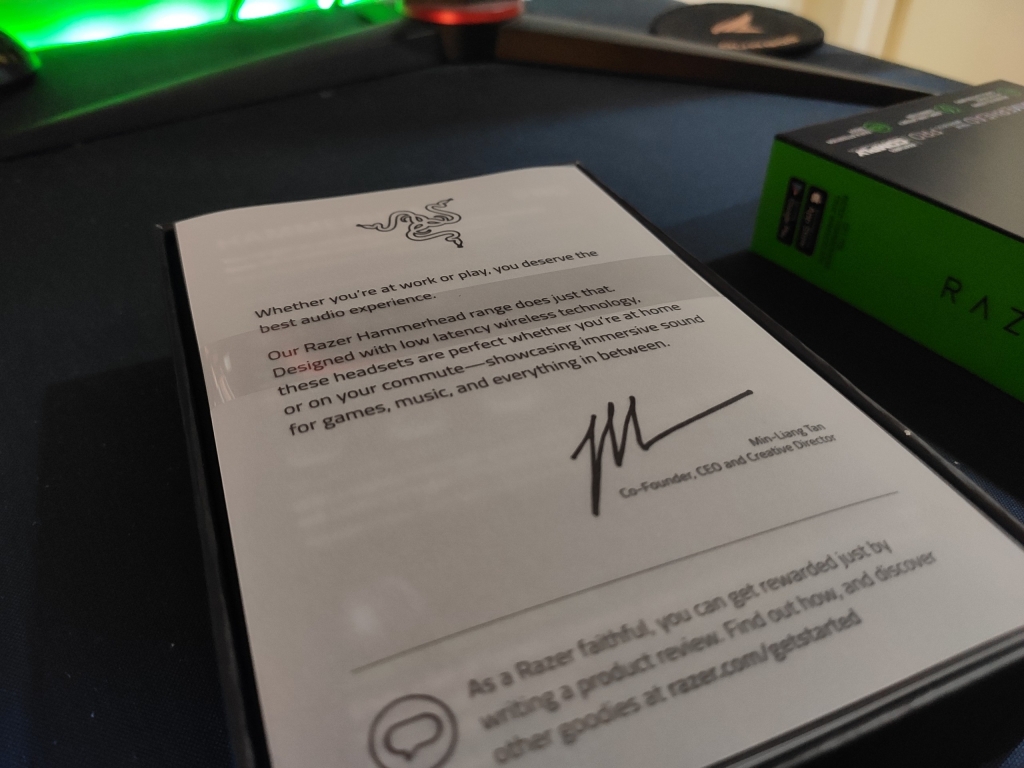 Whether you're at work or play, you deserve the
best audio experience.
Our Razer Hammerhead range does just that.
Designed with low latency wireless technology,
these headsets are perfect whether you're at home
or on your commute—showcasing immersive sound
for games, music, and everything in between.
Min-Liang Tan
Co-Founder, CEO and Creative Director
As a Razer faithful, you can get rewarded just by
writing a product review. Find out how, and discover
other goodies at razer.com/getstarted
RAZ